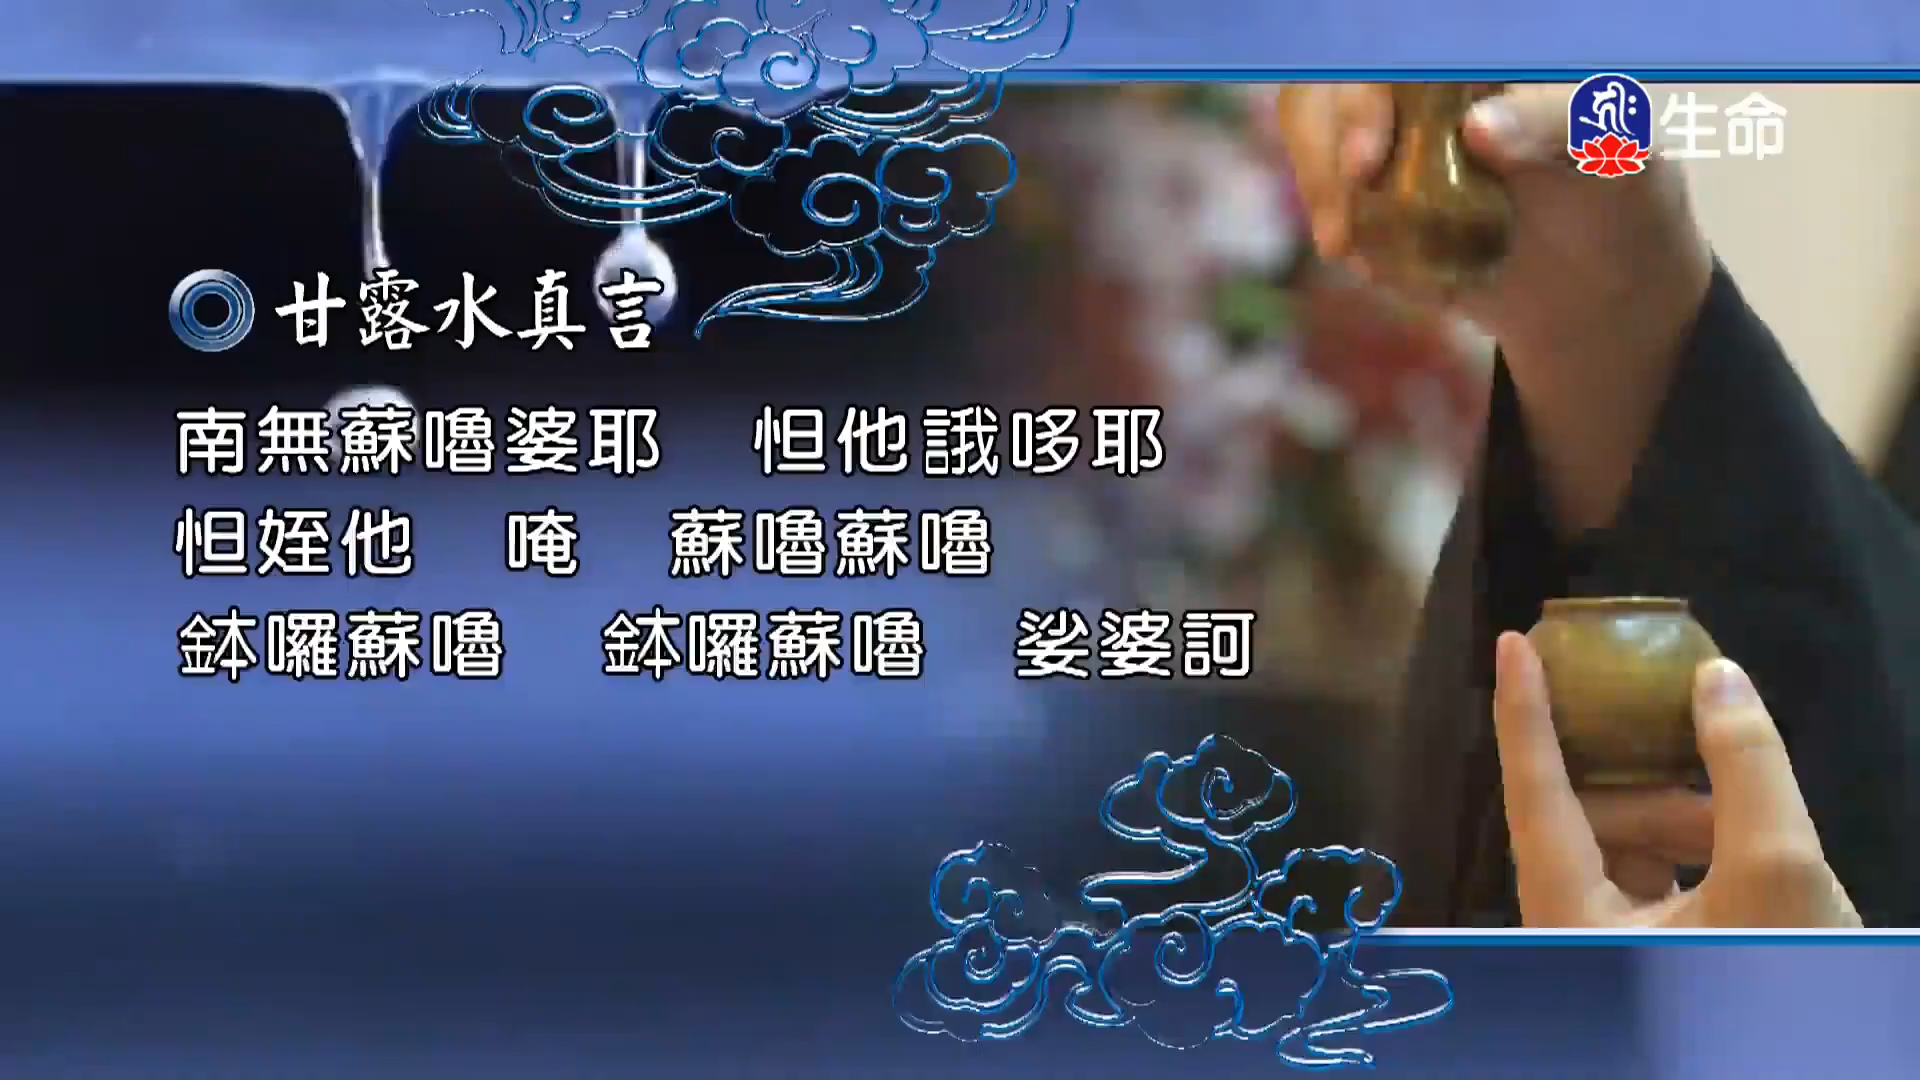 生命
甘露水真言
南無蘇嚕婆耶 怛他誐哆耶
怛姪他 唵 蘇嚕蘇嚕
鉢囉蘇嚕 鉢囉蘇嚕 娑婆訶